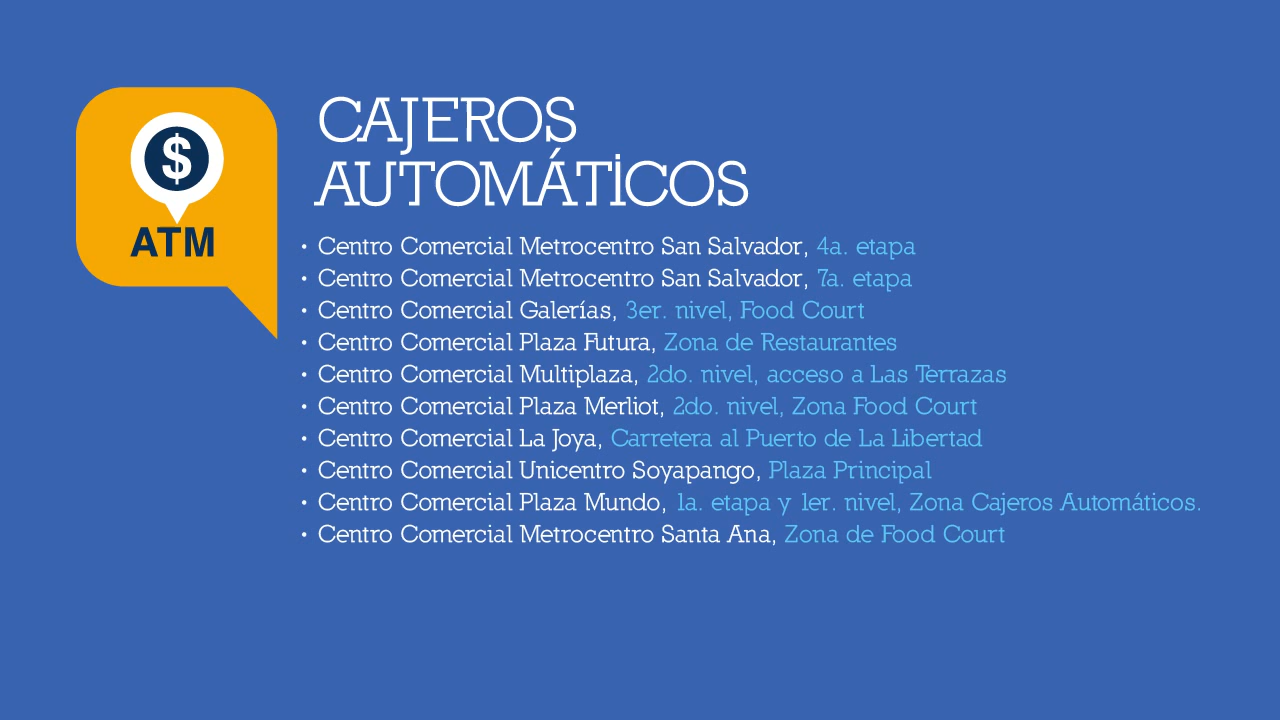 $
ATM
CAJEROS
AUTOMÁTICOS
• Centro Comercial Metrocentro San Salvador, 4a. etapa
• Centro Comercial Metrocentro San Salvador, 7a. etapa
• Centro Comercial Galerías, 3er. nivel, Food Court
• Centro Comercial Plaza Futura, Zona de Restaurantes
• Centro Comercial Multiplaza, 2do. nivel, acceso a Las Terrazas
• Centro Comercial Plaza Merliot, 2do. nivel, Zona Food Court
• Centro Comercial La Joya, Carretera al Puerto de La Libertad
• Centro Comercial Unicentro Soyapango, Plaza Principal
• Centro Comercial Plaza Mundo, 1a. etapa y 1er. nivel, Zona Cajeros Automáticos.
• Centro Comercial Metrocentro Santa Ana, Zona de Food Court